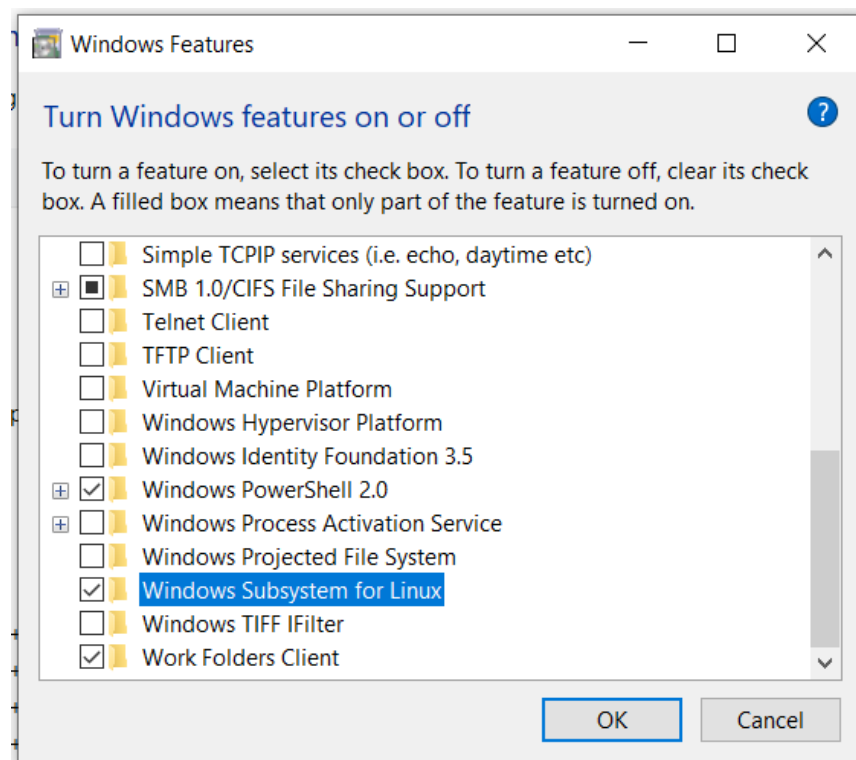 Windows Features
Turn Windows features on or off
?
To turn a feature on, select its check box. To turn a feature off, clear its check
box. A filled box means that only part of the feature is turned on.
Simple TCPIP services (i.e. echo, daytime etc)
SMB 1.0/CIFS File Sharing Support
Telnet Client
TFTP Client
Virtual Machine Platform
Windows Hypervisor Platform
Windows Identity Foundation 3.5
Windows PowerShell 2.0
Windows Process Activation Service
Windows Projected File System
Windows Subsystem for Linux
Windows TIFF IFilter
Work Folders Client
OK Cancel